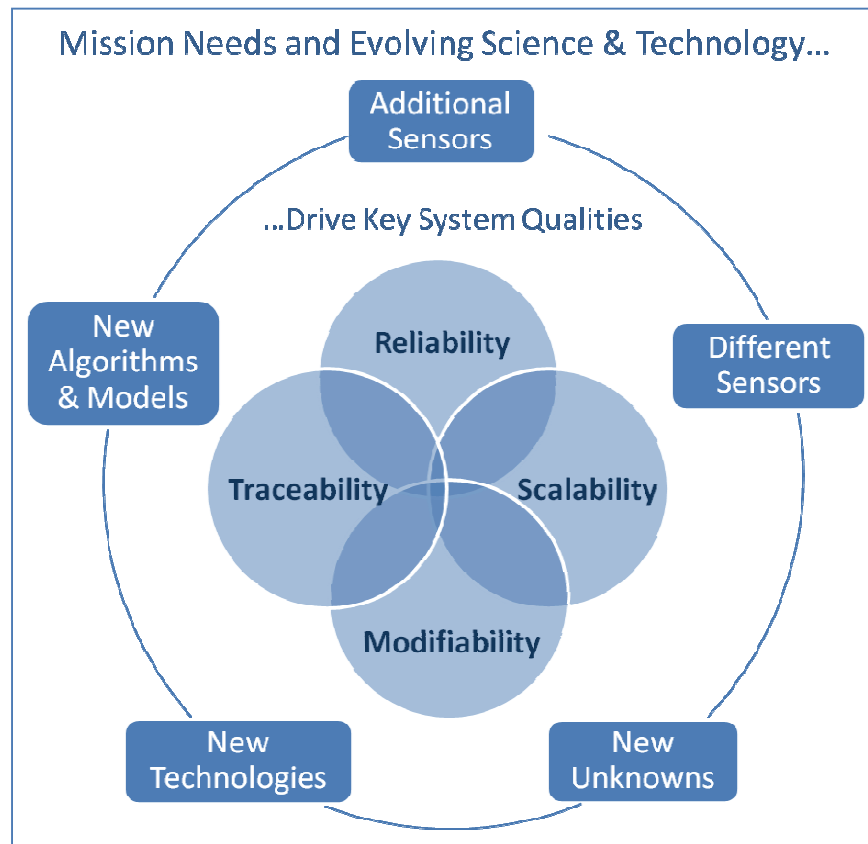 Mission Needs and Evolving Science & Technology...
Additional
Sensors
...Drive Key System Qualities
New
Algorithms
& Models
Different
Sensors
Reliability
Traceability
Scalability
Modifiability
New
Technologies
New
Unknowns